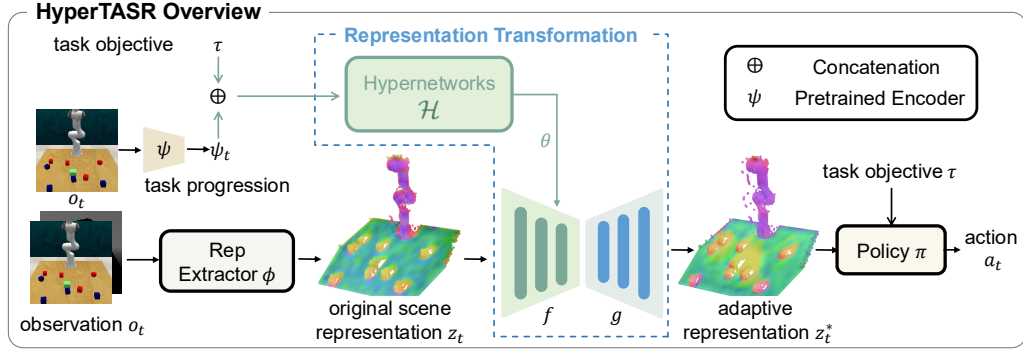 HyperTASR Overview
task objective
τ
⊕
Representation Transformation
Hypernetworks
ℋ
θ
⊕ Concatenation
ψ Pretrained Encoder
o_t
ψ
ψ_t
task progression
observation o_t
Rep
Extractor ϕ
original scene
representation z_t
f
g
adaptive
representation z_t^*
task objective τ
Policy π
action
a_t